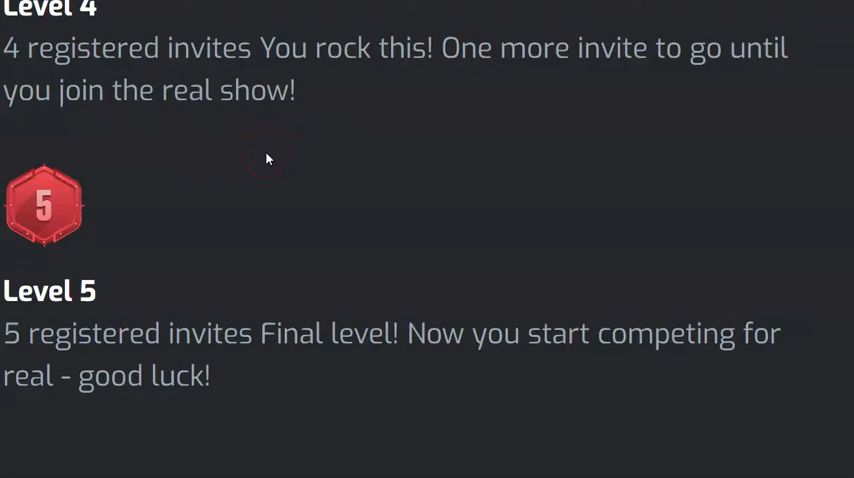 Level 4
4 registered invites You rock this! One more invite to go until
you join the real show!
5
Level 5
5 registered invites Final level! Now you start competing for
real - good luck!